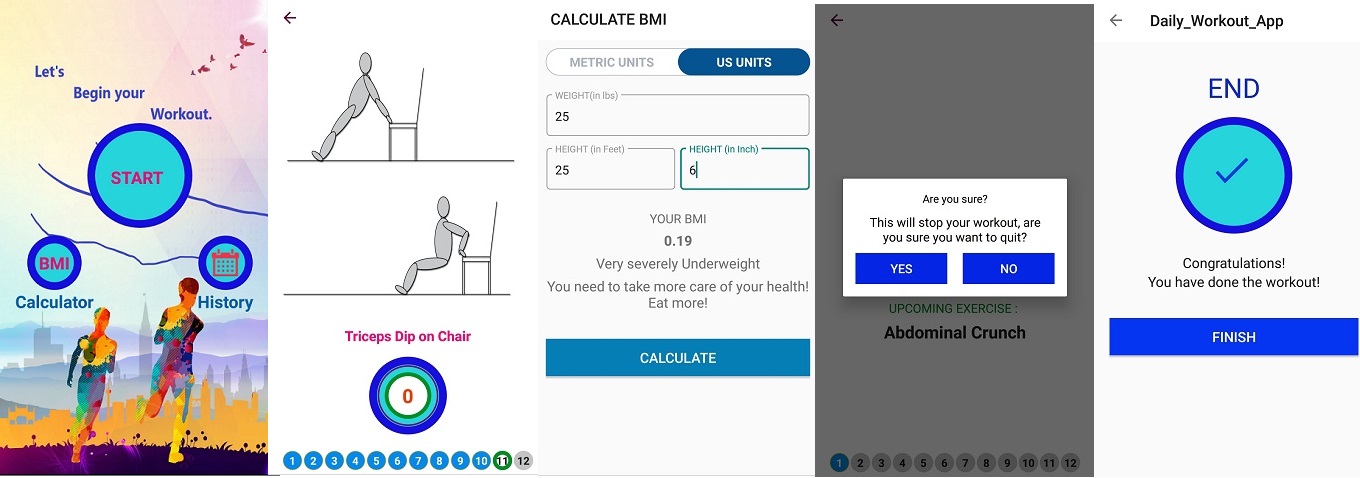 Let's
Begin your
Workout.
START
BMI
Calculator
History
Triceps Dip on Chair
0
1 2 3 4 5 6 7 8 9 10 11 12
CALCULATE BMI
METRIC UNITS US UNITS
WEIGHT(in lbs)
25
HEIGHT (in Feet) HEIGHT (in Inch)
25 6
YOUR BMI
0.19
Very severely Underweight
You need to take more care of your health!
Eat more!
CALCULATE
Are you sure?
This will stop your workout, are
you sure you want to quit?
YES NO
UPCOMING EXERCISE :
Abdominal Crunch
1 2 3 4 5 6 7 8 9 10 11 12
Daily_Workout_App
END
Congratulations!
You have done the workout!
FINISH